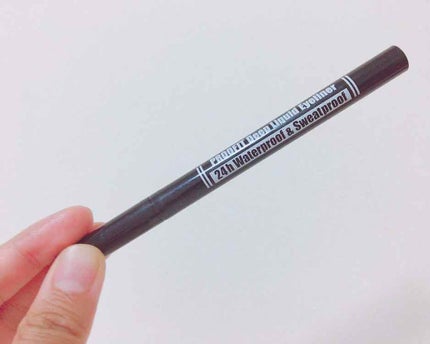 Deep Liquid Eyeliner
24h Waterproof & Sweatproof